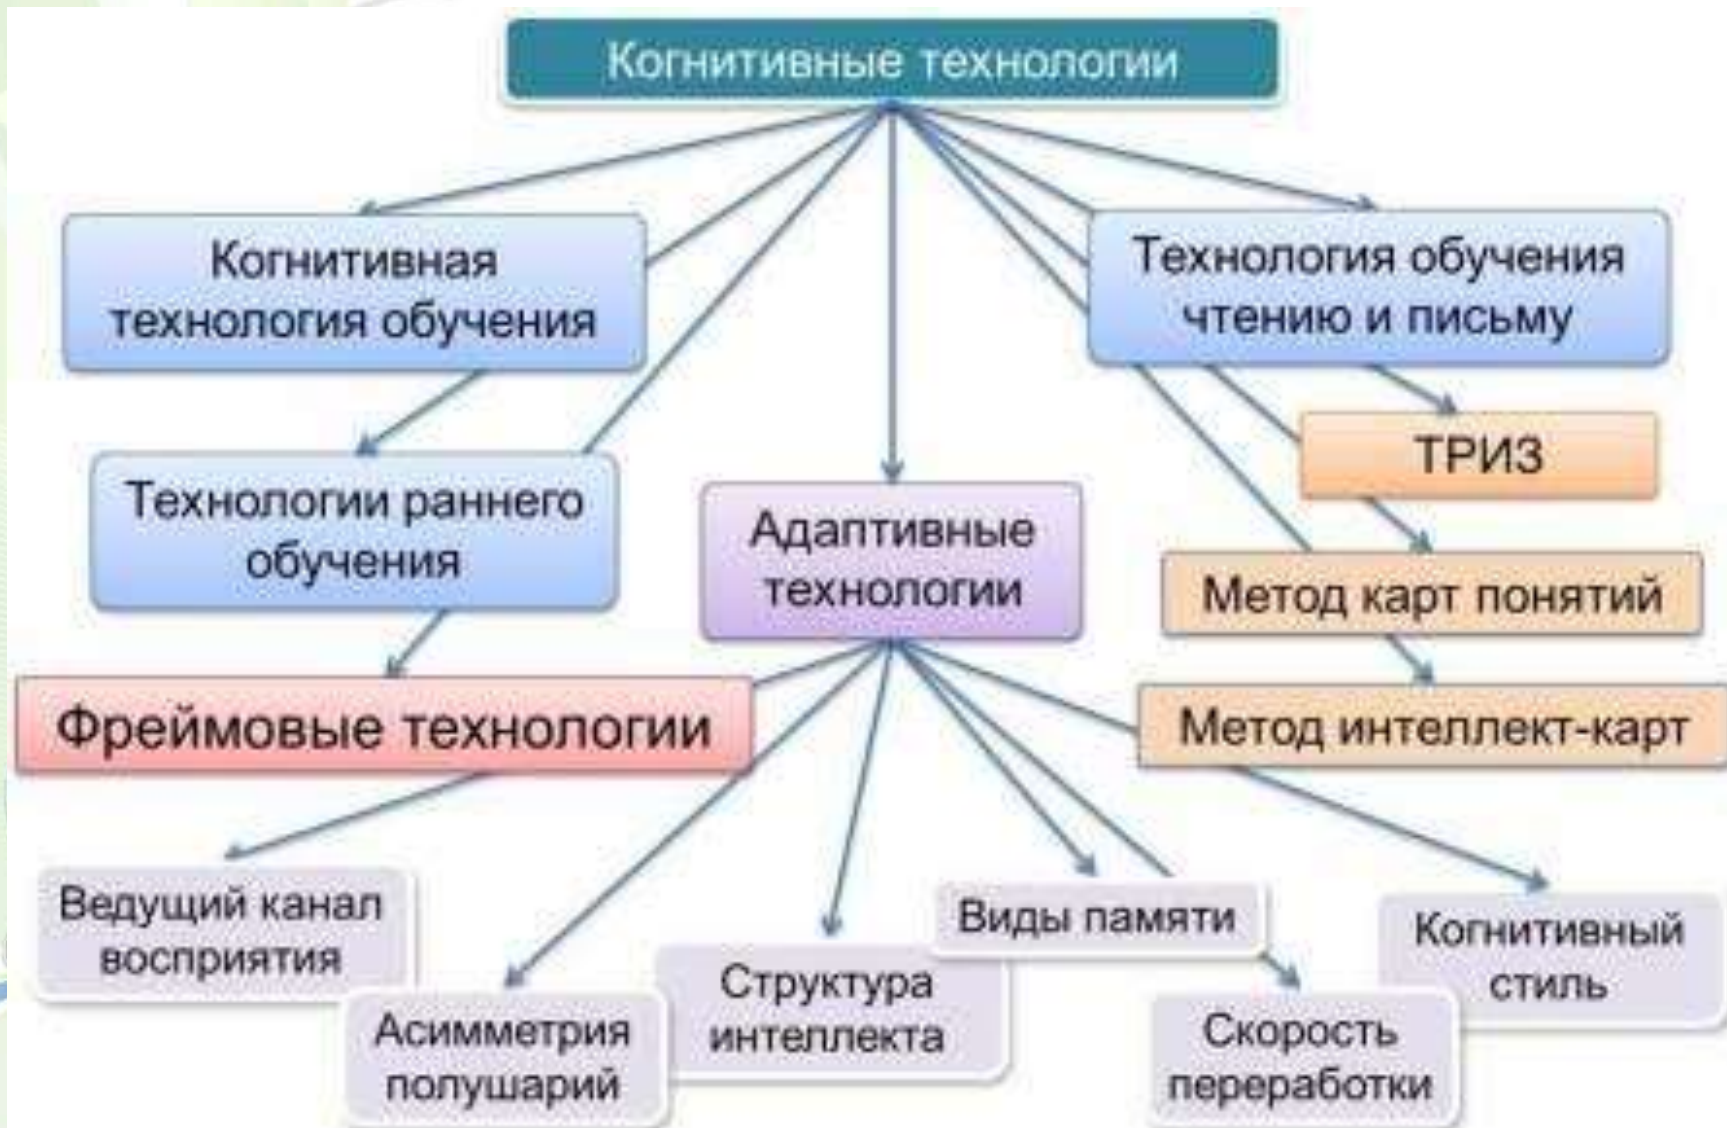 Когнитивные технологии
Когнитивная
технология обучения
Технология обучения
чтению и письму
ТРИЗ
Технологии раннего
обучения
Адаптивные
технологии
Метод карт понятий
Фреймовые технологии
Метод интеллект-карт
Ведущий канал
восприятия
Асимметрия
полушарий
Структура
интеллекта
Виды памяти
Скорость
переработки
Когнитивный
стиль